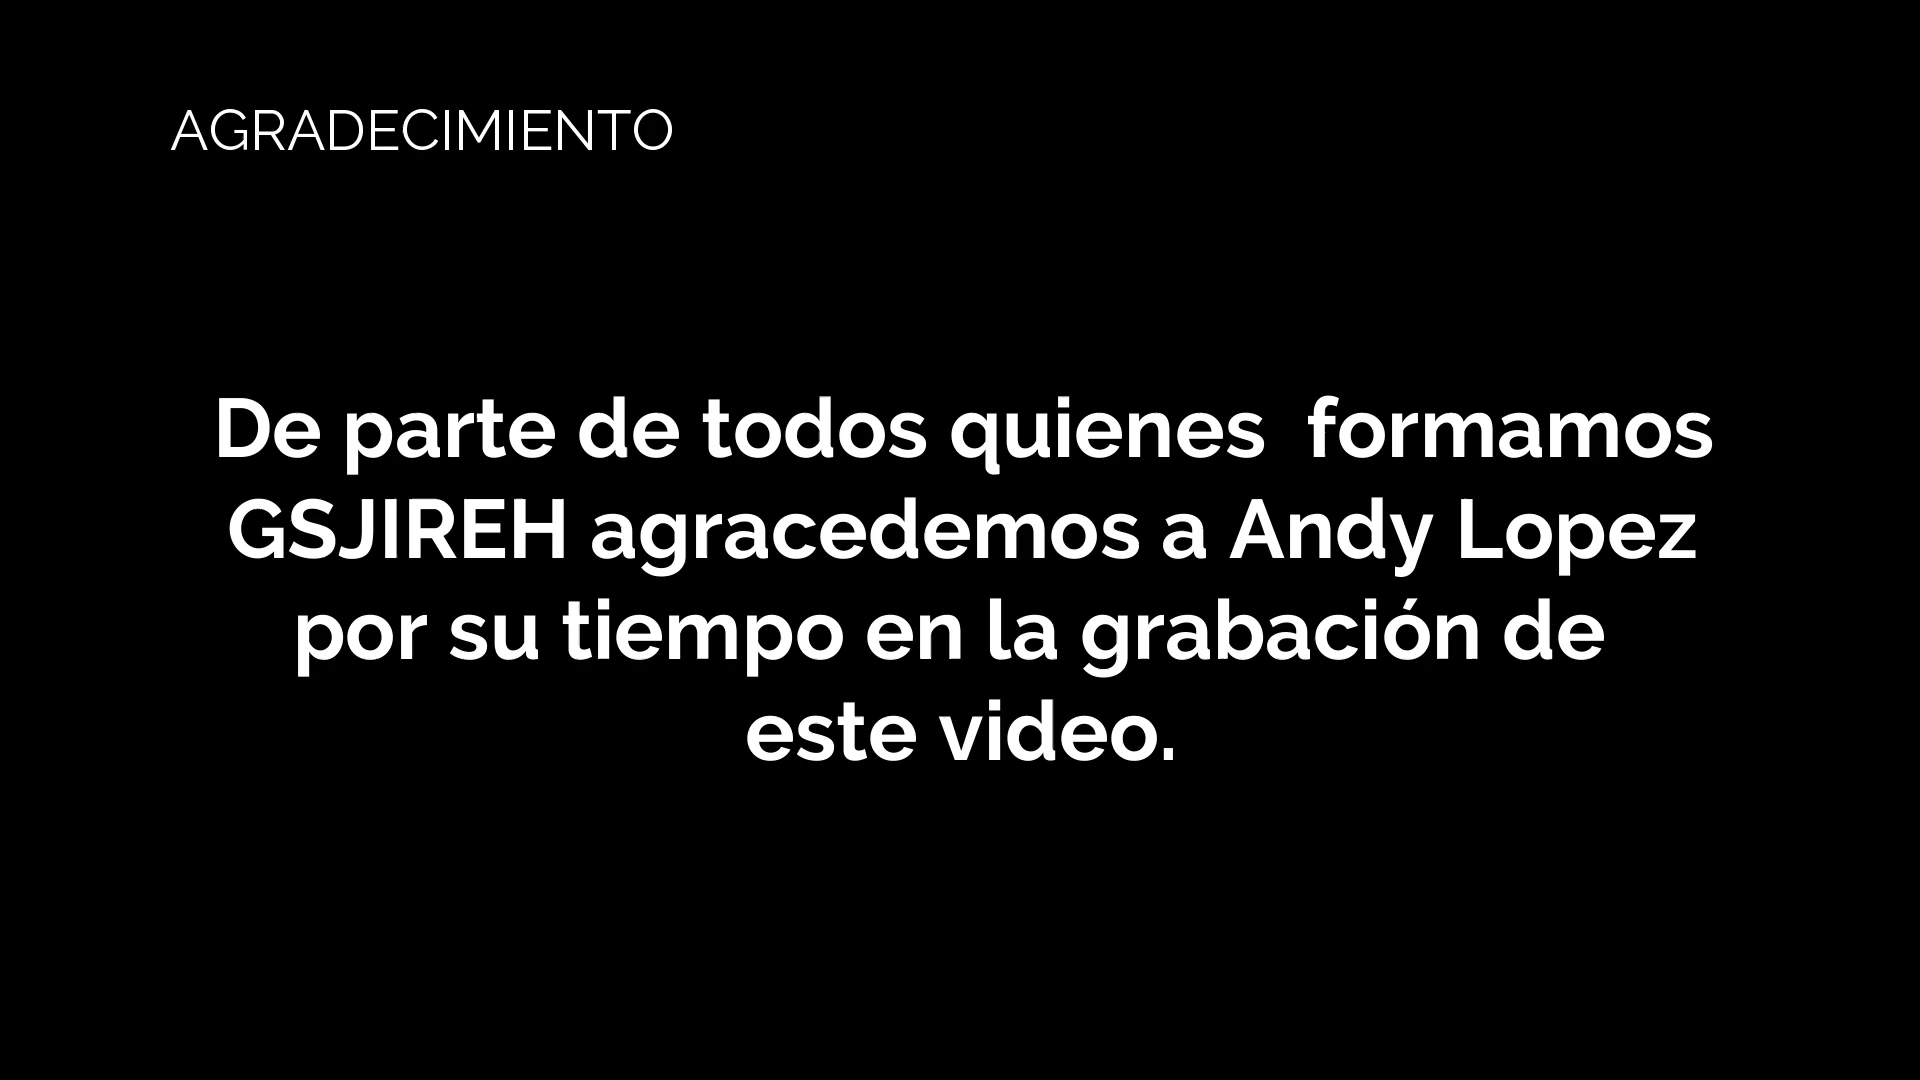 AGRADECIMIENTO
De parte de todos quienes  formamos
GSJIREH agracedemos a Andy Lopez
por su tiempo en la grabación de
este video.